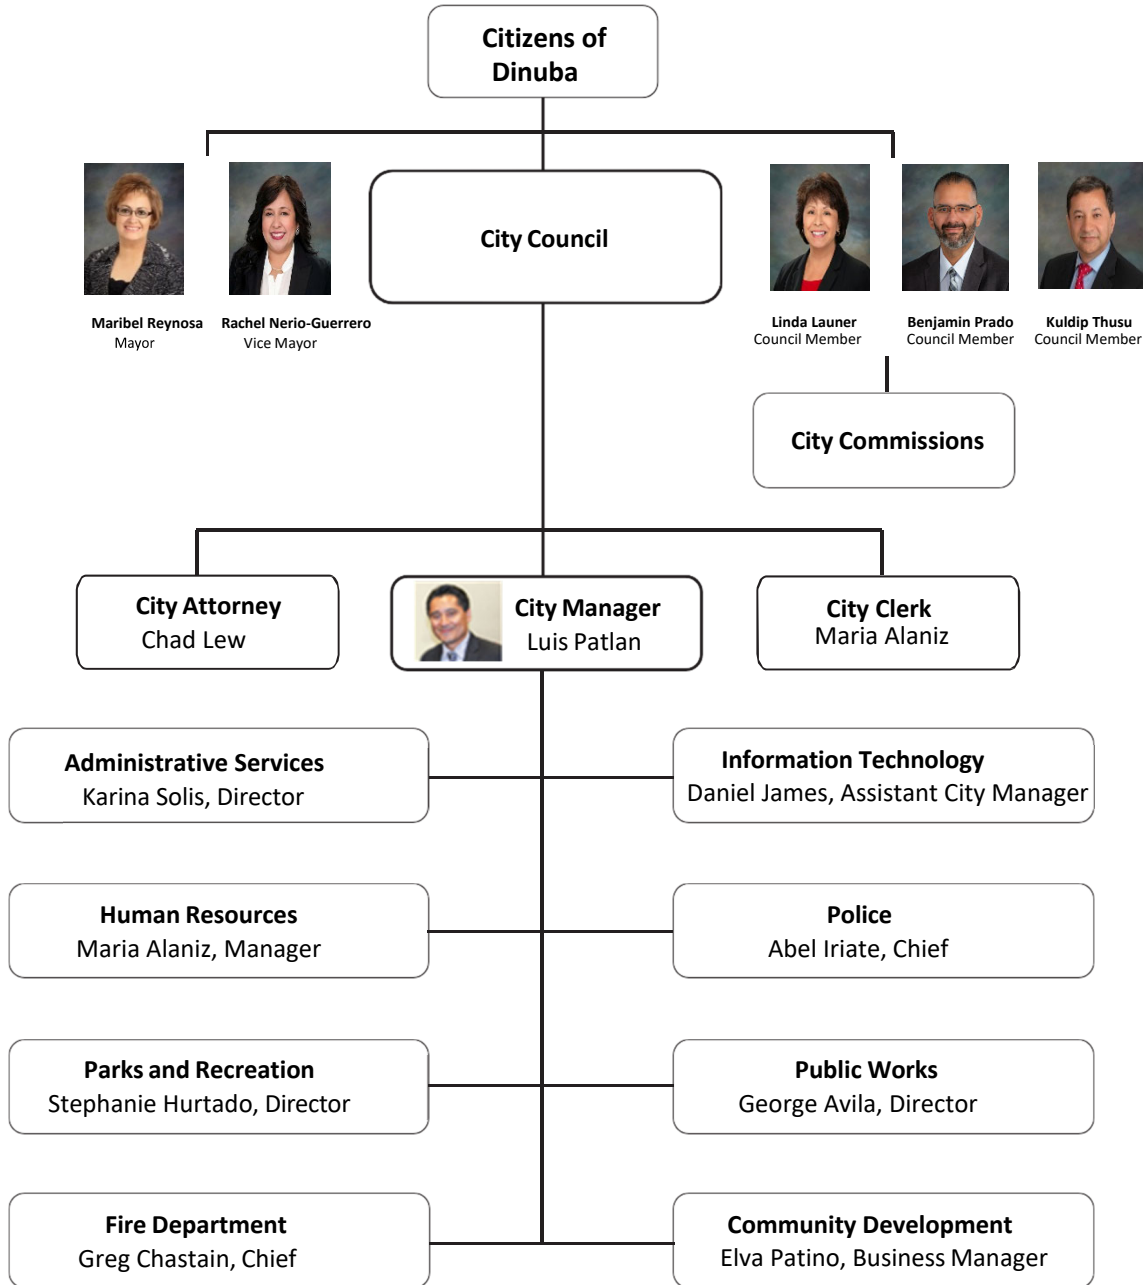 Citizens of
Dinuba
City Council
Maribel Reynosa
Mayor
Rachel Nerio-Guerrero
Vice Mayor
Linda Launer
Council Member
Benjamin Prado
Council Member
Kuldip Thusu
Council Member
City Commissions
City Attorney
Chad Lew
City Manager
Luis Patlan
City Clerk
Maria Alaniz
Administrative Services
Karina Solis, Director
Information Technology
Daniel James, Assistant City Manager
Human Resources
Maria Alaniz, Manager
Police
Abel Iriate, Chief
Parks and Recreation
Stephanie Hurtado, Director
Public Works
George Avila, Director
Fire Department
Greg Chastain, Chief
Community Development
Elva Patino, Business Manager